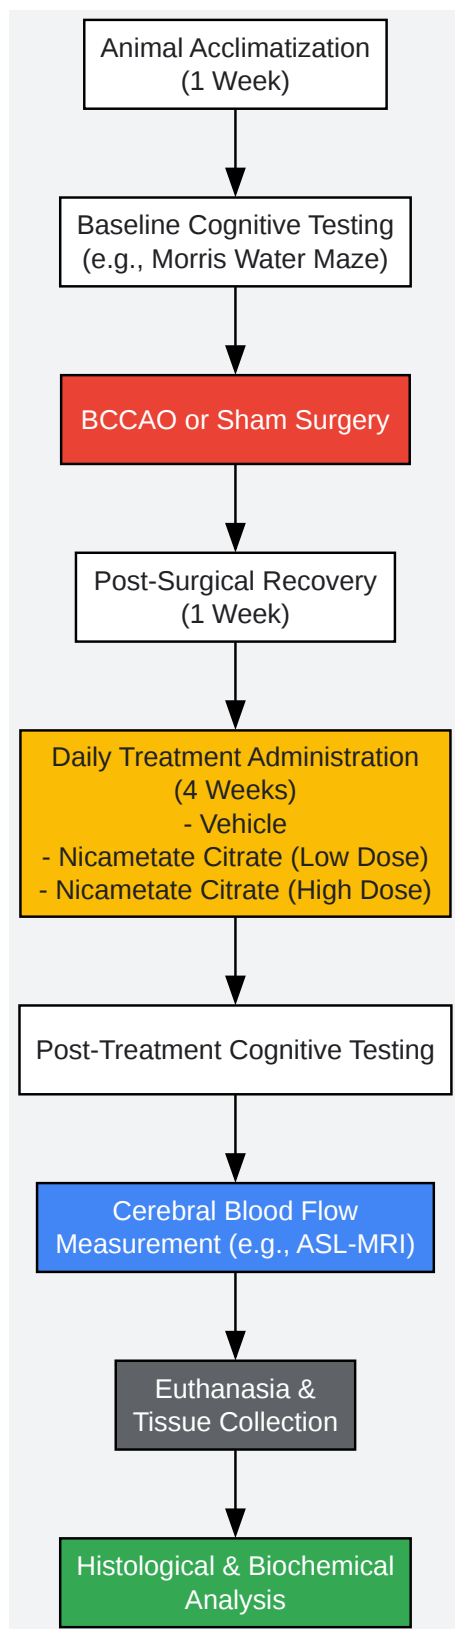 Animal Acclimatization
(1 Week)
Baseline Cognitive Testing
(e.g., Morris Water Maze)
BCCAO or Sham Surgery
Post-Surgical Recovery
(1 Week)
Daily Treatment Administration
(4 Weeks)
- Vehicle
- Nicametate Citrate (Low Dose)
- Nicametate Citrate (High Dose)
Post-Treatment Cognitive Testing
Cerebral Blood Flow
Measurement (e.g., ASL-MRI)
Euthanasia &
Tissue Collection
Histological & Biochemical
Analysis